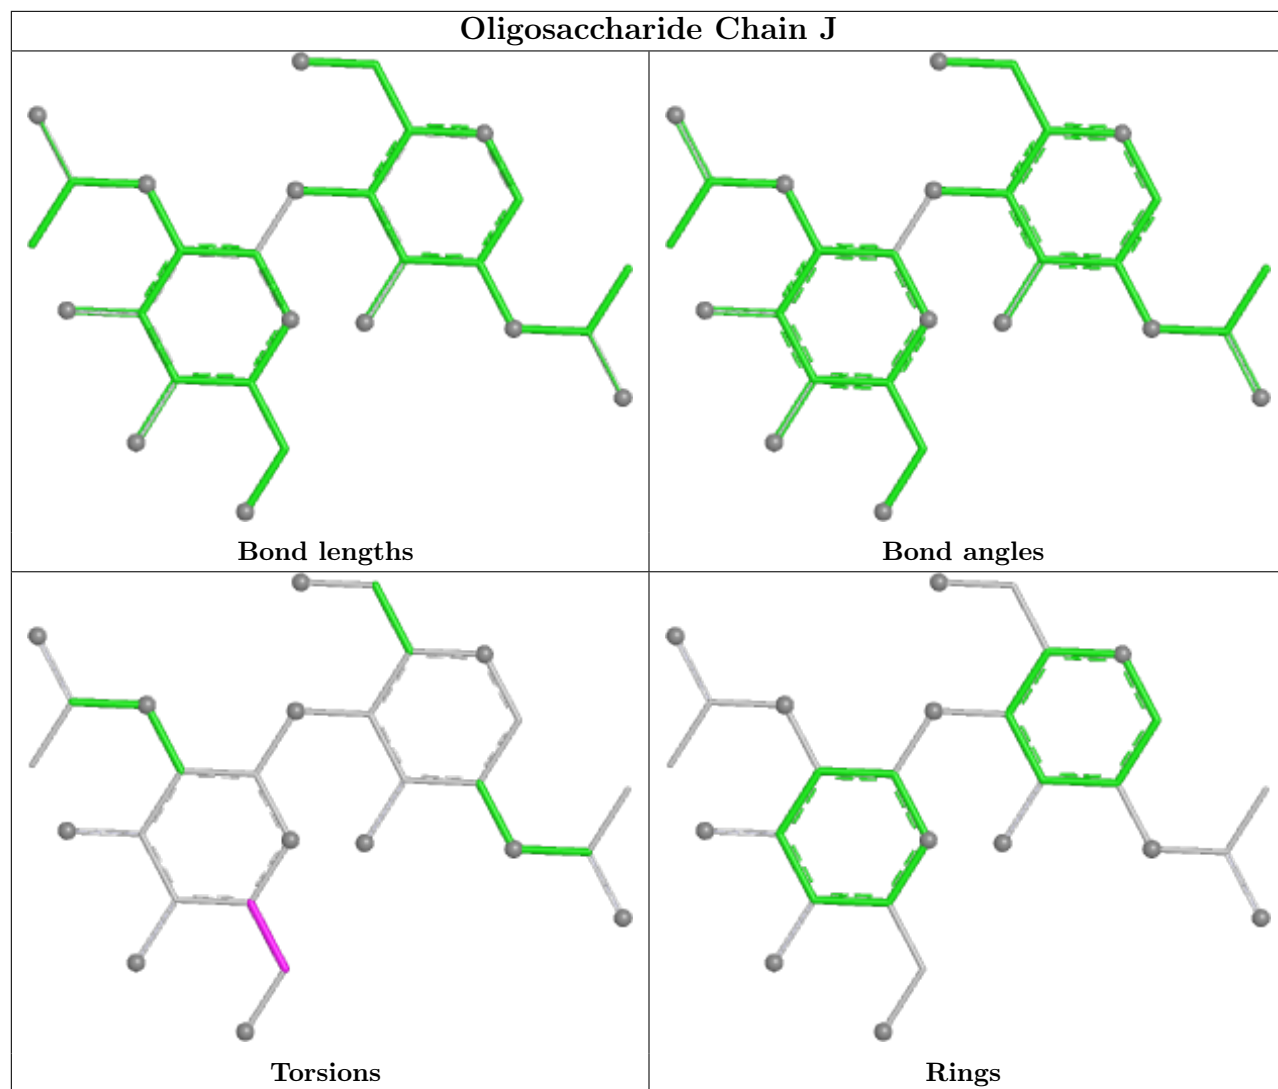 Oligosaccharide Chain J
Bond lengths
Bond angles
Torsions
Rings